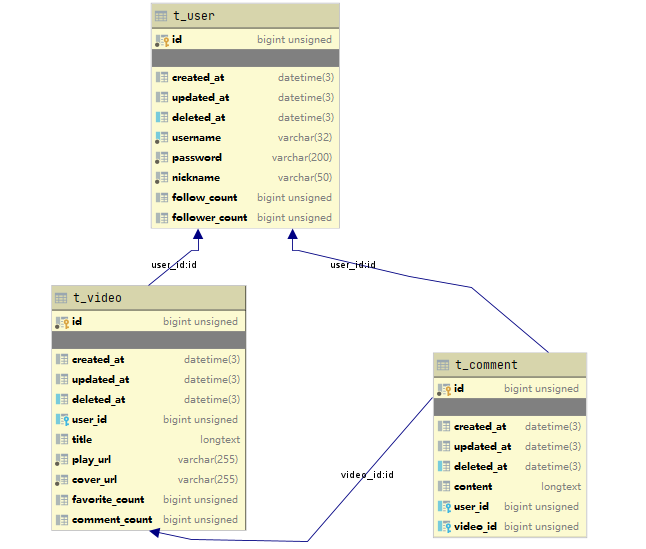 t_user
id bigint unsigned
created_at datetime(3)
updated_at datetime(3)
deleted_at datetime(3)
username varchar(32)
password varchar(200)
nickname varchar(50)
follow_count bigint unsigned
follower_count bigint unsigned
user_id:id
user_id:id
t_video
id bigint unsigned
created_at datetime(3)
updated_at datetime(3)
deleted_at datetime(3)
user_id bigint unsigned
title longtext
play_url varchar(255)
cover_url varchar(255)
favorite_count bigint unsigned
comment_count bigint unsigned
t_comment
id bigint unsigned
created_at datetime(3)
updated_at datetime(3)
deleted_at datetime(3)
content longtext
user_id bigint unsigned
video_id bigint unsigned
video_id:id